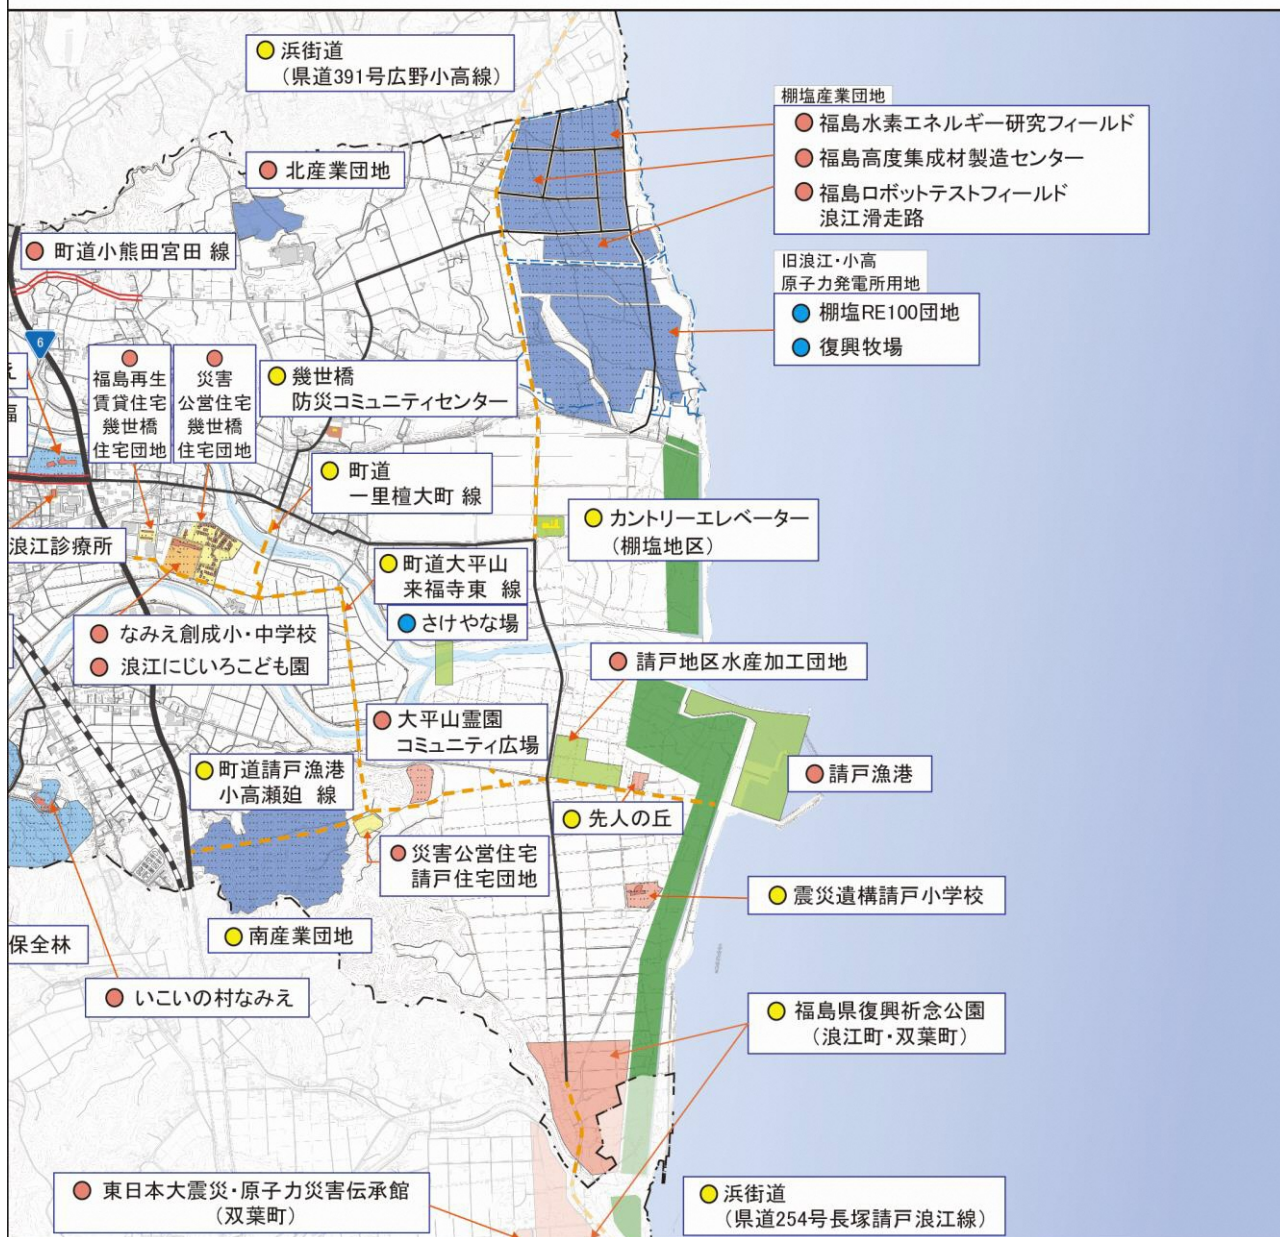 浜街道
（県道391号広野小高線）
棚塩産業団地
福島水素エネルギー研究フィールド
福島高度集成材製造センター
福島ロボットテストフィールド
浪江滑走路
北産業団地
町道小熊田宮田 線
旧浪江・小高
原子力発電所用地
棚塩RE100団地
復興牧場
6
福島再生
賃貸住宅
幾世橋
住宅団地
災害
公営住宅
幾世橋
住宅団地
幾世橋
防災コミュニティセンター
町道
一里檀大町 線
カントリーエレベーター
（棚塩地区）
浪江診療所
町道大平山
来福寺東 線
さけやな場
なみえ創成小・中学校
浪江にじいろこども園
請戸地区水産加工団地
大平山霊園
コミュニティ広場
町道請戸漁港
小高瀬廹 線
請戸漁港
先人の丘
災害公営住宅
請戸住宅団地
震災遺構請戸小学校
南産業団地
保全林
いこいの村なみえ
福島県復興祈念公園
（浪江町・双葉町）
東日本大震災・原子力災害伝承館
（双葉町）
浜街道
（県道254号長塚請戸浪江線）